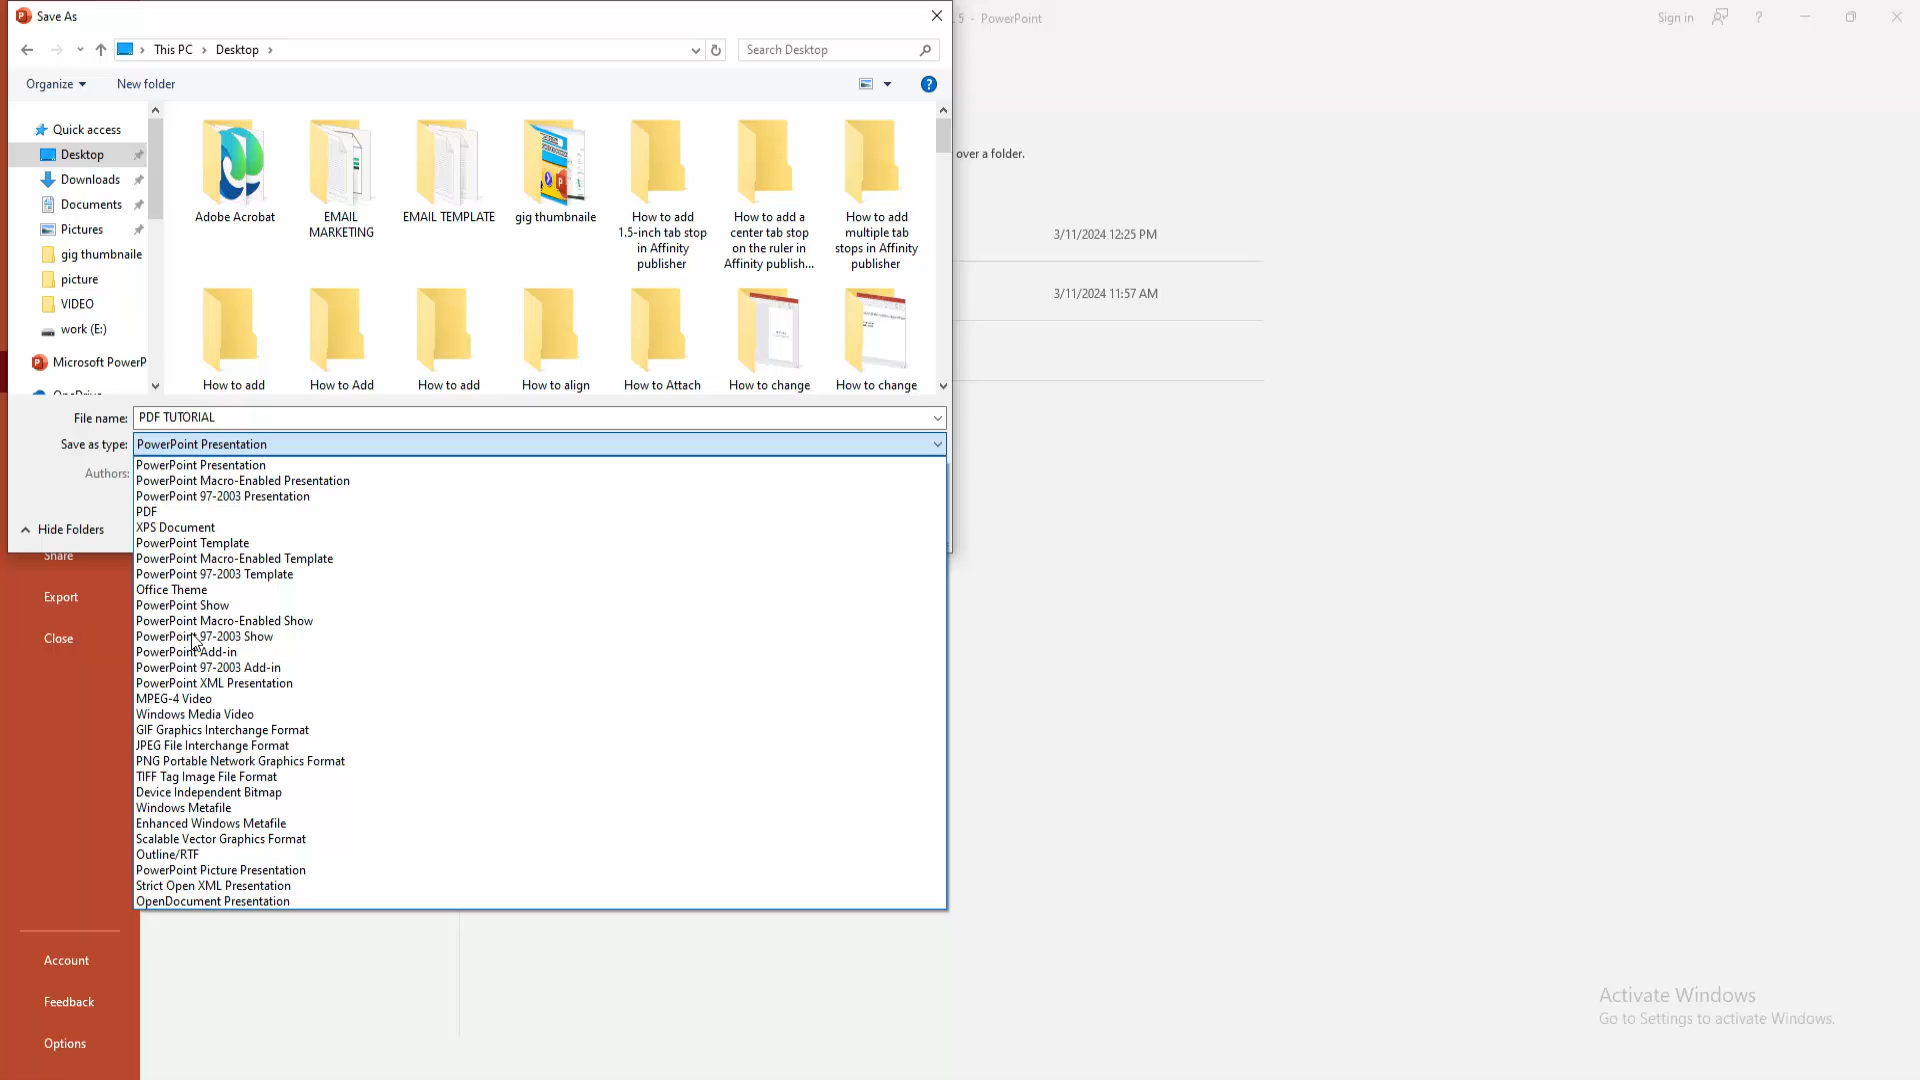 Save As
5 - PowerPoint
Sign in
This PC
Desktop
Search Desktop
Organize
New folder
Quick access
Desktop
Downloads
Documents
Pictures
gig thumbnaile
picture
VIDEO
work (E:)
Microsoft PowerP
Adobe Acrobat
EMAIL MARKETING
EMAIL TEMPLATE
gig thumbnaile
How to add 1.5-inch tab stop in Affinity publisher
How to add a center tab stop on the ruler in Affinity publish...
How to add multiple tab stops in Affinity publisher
How to add
How to Add
How to add
How to align
How to Attach
How to change
How to change
over a folder.
3/11/2024 12:25 PM
3/11/2024 11:57 AM
File name: PDF TUTORIAL
Save as type: PowerPoint Presentation
Authors:
Hide Folders
PowerPoint Presentation
PowerPoint Macro-Enabled Presentation
PowerPoint 97-2003 Presentation
PDF
XPS Document
PowerPoint Template
PowerPoint Macro-Enabled Template
PowerPoint 97-2003 Template
Office Theme
PowerPoint Show
PowerPoint Macro-Enabled Show
PowerPoint 97-2003 Show
PowerPoint Add-in
PowerPoint 97-2003 Add-in
PowerPoint XML Presentation
MPEG-4 Video
Windows Media Video
GIF Graphics Interchange Format
JPEG File Interchange Format
PNG Portable Network Graphics Format
TIFF Tag Image File Format
Device Independent Bitmap
Windows Metafile
Enhanced Windows Metafile
Scalable Vector Graphics Format
Outline/RTF
PowerPoint Picture Presentation
Strict Open XML Presentation
OpenDocument Presentation
Share
Export
Close
Account
Feedback
Options
Activate Windows
Go to Settings to activate Windows.